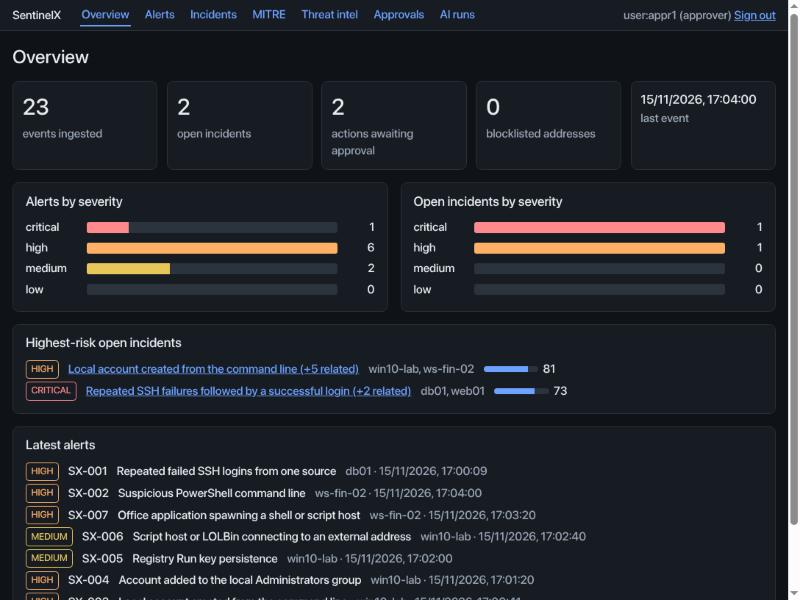 SentinelX Overview Alerts Incidents MITRE Threat intel Approvals AI runs user:appr1 (approver) Sign out
Overview
23
events ingested
2
open incidents
2
actions awaiting
approval
0
blocklisted addresses
15/11/2026, 17:04:00
last event
Alerts by severity
critical 1
high 6
medium 2
low 0
Open incidents by severity
critical 1
high 1
medium 0
low 0
Highest-risk open incidents
HIGH Local account created from the command line (+5 related) win10-lab, ws-fin-02 81
CRITICAL Repeated SSH failures followed by a successful login (+2 related) db01, web01 73
Latest alerts
HIGH SX-001 Repeated failed SSH logins from one source db01 · 15/11/2026, 17:00:09
HIGH SX-002 Suspicious PowerShell command line ws-fin-02 · 15/11/2026, 17:04:00
HIGH SX-007 Office application spawning a shell or script host ws-fin-02 · 15/11/2026, 17:03:20
MEDIUM SX-006 Script host or LOLBin connecting to an external address win10-lab · 15/11/2026, 17:02:40
MEDIUM SX-005 Registry Run key persistence win10-lab · 15/11/2026, 17:02:00
HIGH SX-004 Account added to the local Administrators group win10-lab · 15/11/2026, 17:01:20